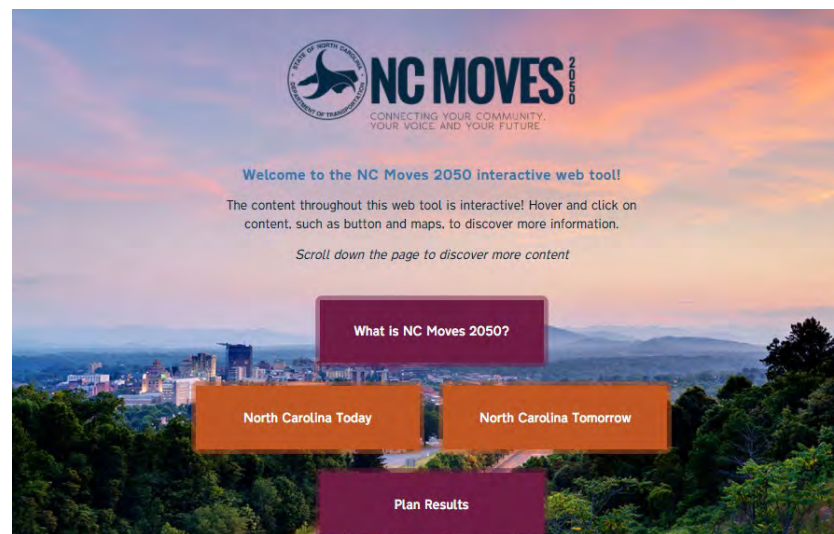 STATE OF NORTH CAROLINA
DEPARTMENT OF TRANSPORTATION
NC MOVES 2050
CONNECTING YOUR COMMUNITY,
YOUR VOICE AND YOUR FUTURE
Welcome to the NC Moves 2050 interactive web tool!
The content throughout this web tool is interactive! Hover and click on
content, such as button and maps, to discover more information.
Scroll down the page to discover more content
What is NC Moves 2050?
North Carolina Today
North Carolina Tomorrow
Plan Results